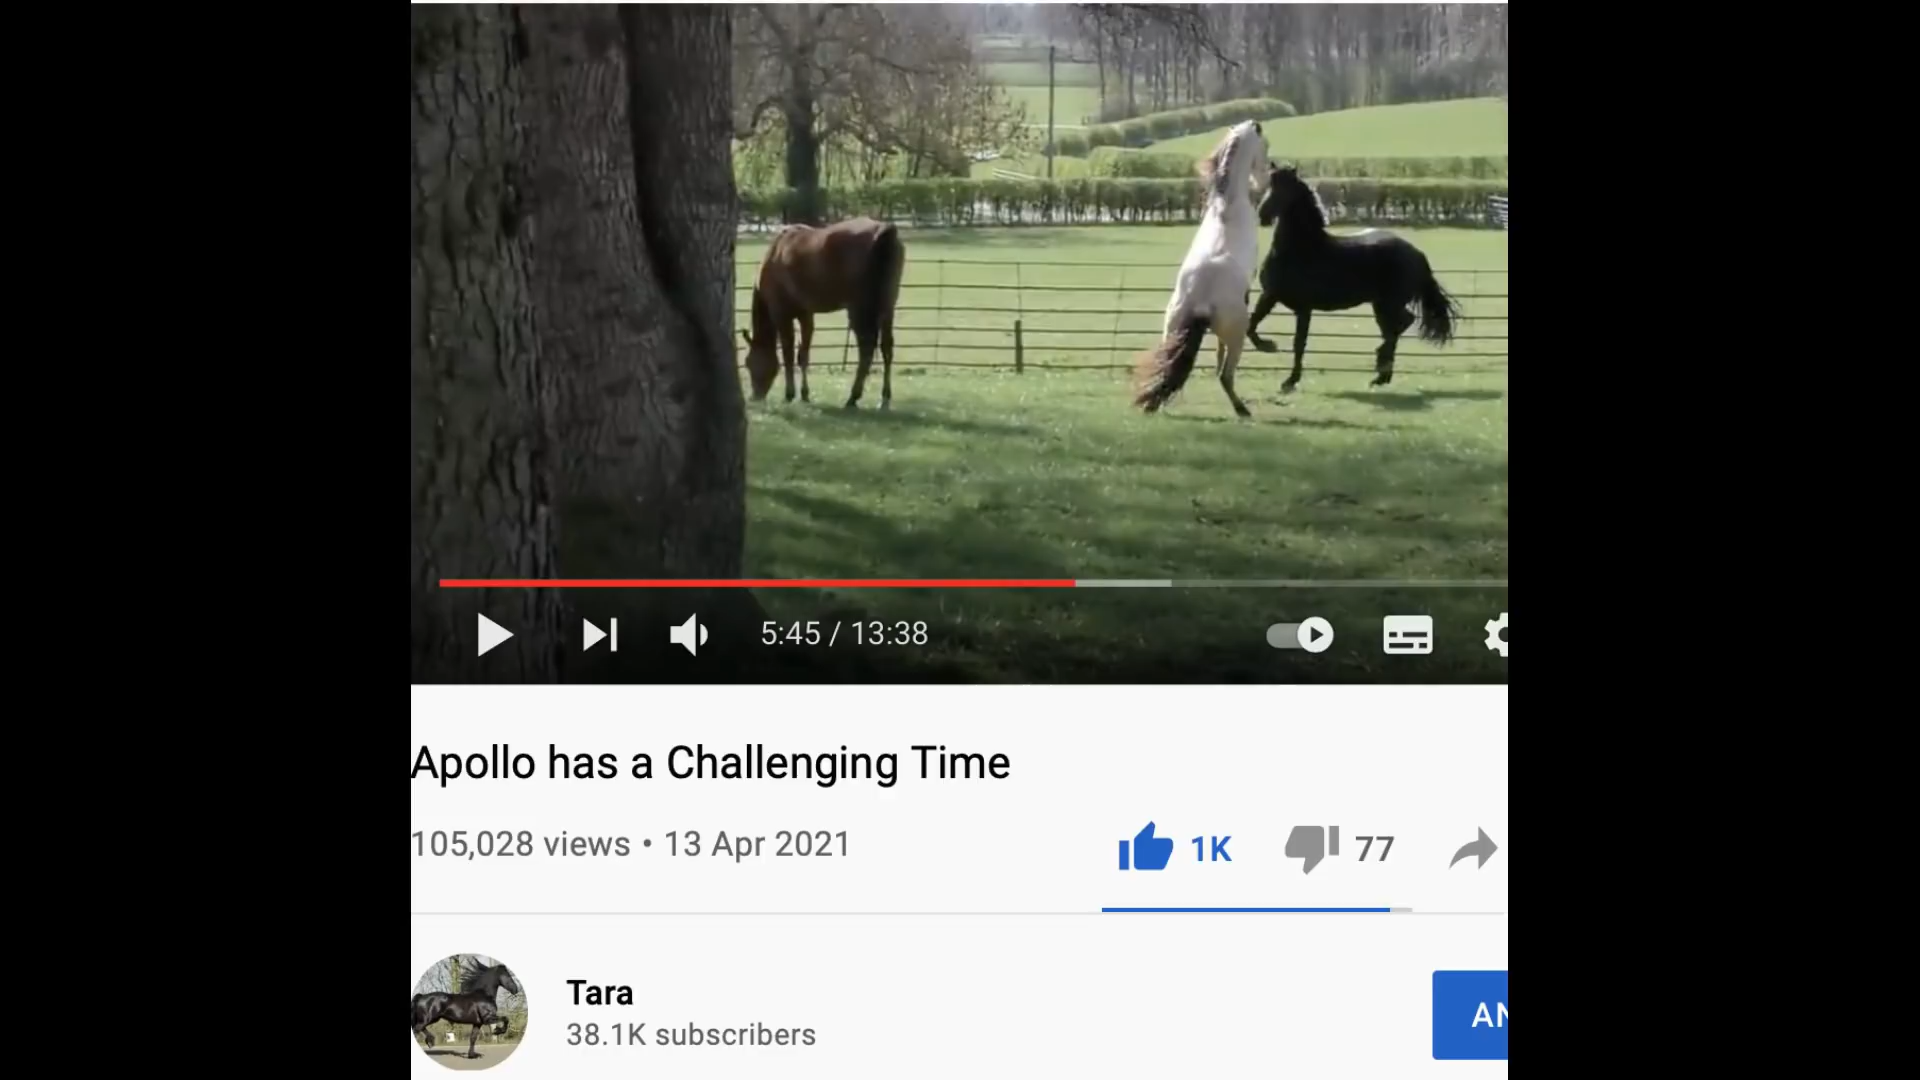 5:45 / 13:38
Apollo has a Challenging Time
105,028 views • 13 Apr 2021
1K
77
Tara
38.1K subscribers
AN